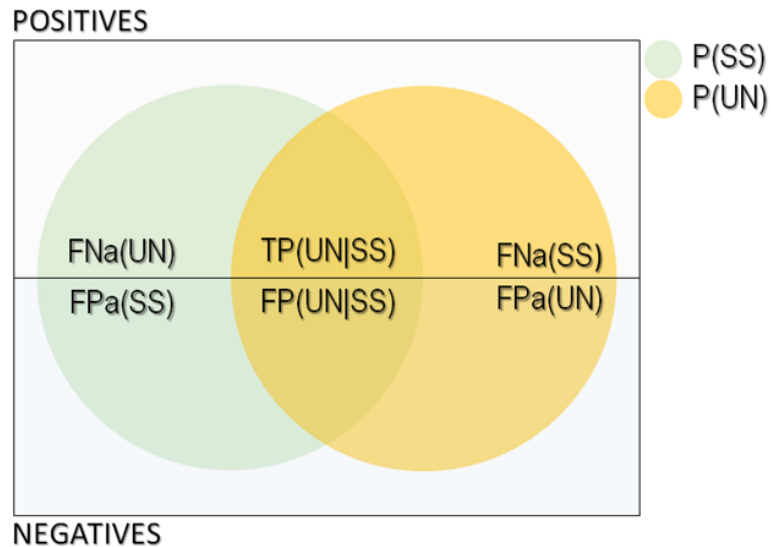 POSITIVES
P(SS)
P(UN)
FNa(UN)
TP(UN|SS)
FNa(SS)
FPa(SS)
FP(UN|SS)
FPa(UN)
NEGATIVES